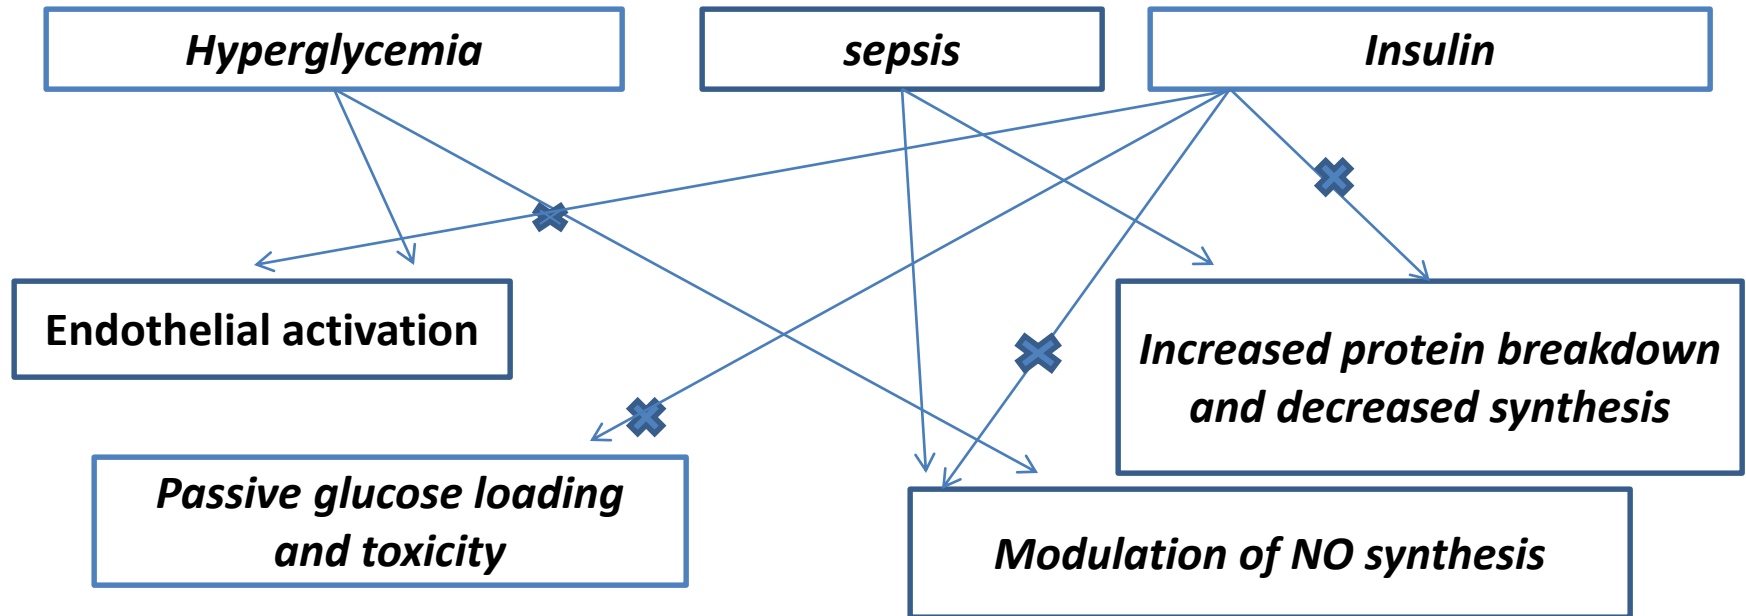 Hyperglycemia
sepsis
Insulin
Endothelial activation
Increased protein breakdown
and decreased synthesis
Passive glucose loading
and toxicity
Modulation of NO synthesis